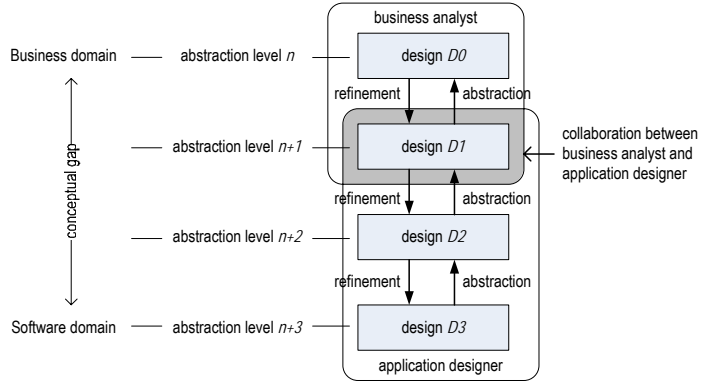 business analyst
Business domain
abstraction level n
design D0
refinement
abstraction
abstraction level n+1
design D1
collaboration between
business analyst and
application designer
conceptual gap
refinement
abstraction
abstraction level n+2
design D2
refinement
abstraction
Software domain
abstraction level n+3
design D3
application designer